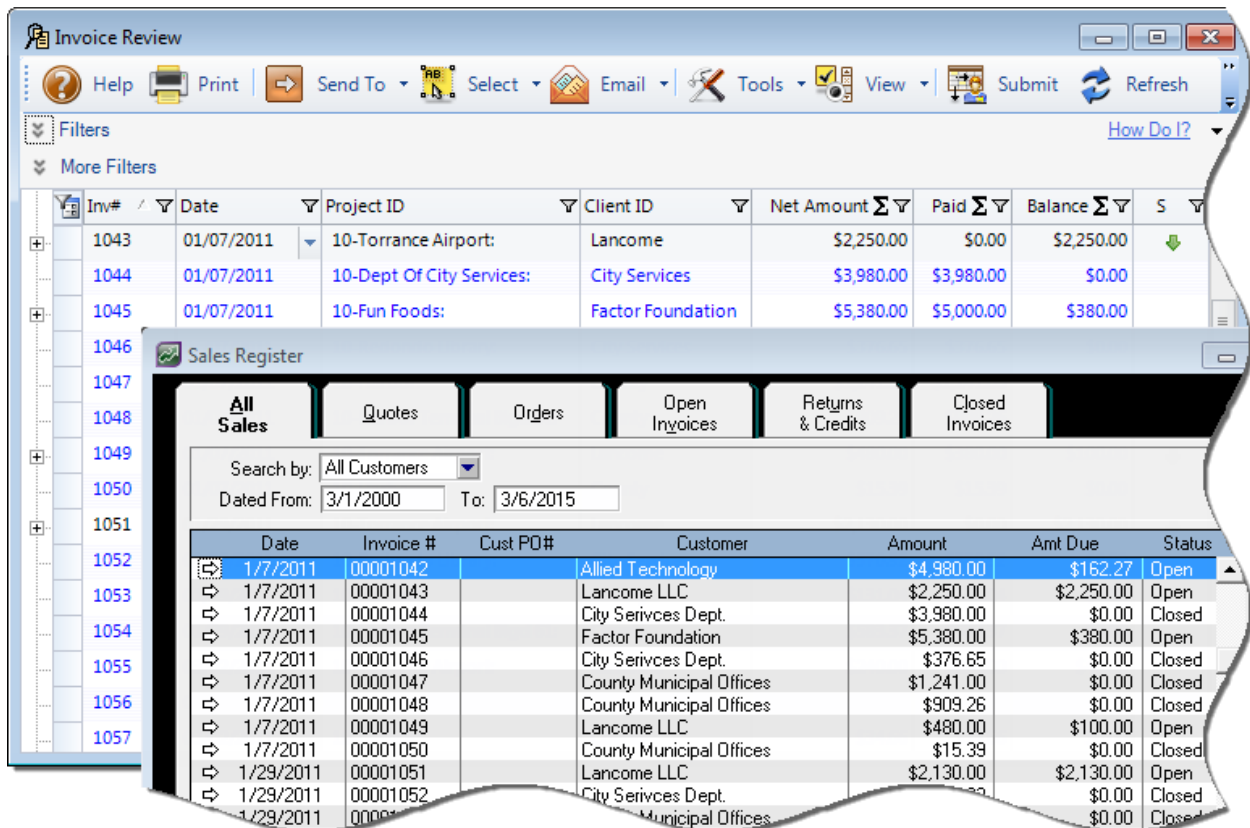 Invoice Review
Help Print Send To Select Email Tools View Submit Refresh
Filters How Do I?
More Filters
Inv# Date Project ID Client ID Net Amount Σ Paid Σ Balance Σ S
1043 01/07/2011 10-Torrance Airport: Lancome $2,250.00 $0.00 $2,250.00
1044 01/07/2011 10-Dept Of City Services: City Services $3,980.00 $3,980.00 $0.00
1045 01/07/2011 10-Fun Foods: Factor Foundation $5,380.00 $5,000.00 $380.00
1046
1047
1048
1049
1050
1051
1052
1053
1054
1055
1056
1057
Sales Register
All Sales Quotes Orders Open Invoices Returns & Credits Closed Invoices
Search by: All Customers
Dated From: 3/1/2000 To: 3/6/2015
Date Invoice # Cust PO# Customer Amount Amt Due Status
1/7/2011 00001042 Allied Technology $4,980.00 $162.27 Open
1/7/2011 00001043 Lancome LLC $2,250.00 $2,250.00 Open
1/7/2011 00001044 City Serivces Dept. $3,980.00 $0.00 Closed
1/7/2011 00001045 Factor Foundation $5,380.00 $380.00 Open
1/7/2011 00001046 City Serivces Dept. $376.65 $0.00 Closed
1/7/2011 00001047 County Municipal Offices $1,241.00 $0.00 Closed
1/7/2011 00001048 County Municipal Offices $909.26 $0.00 Closed
1/7/2011 00001049 Lancome LLC $480.00 $100.00 Open
1/7/2011 00001050 County Municipal Offices $15.39 $0.00 Closed
1/29/2011 00001051 Lancome LLC $2,130.00 $2,130.00 Open
1/29/2011 00001052 City Serivces Dept. $0.00 Closed
1/29/2011 Municipal Offices $0.00 Closed